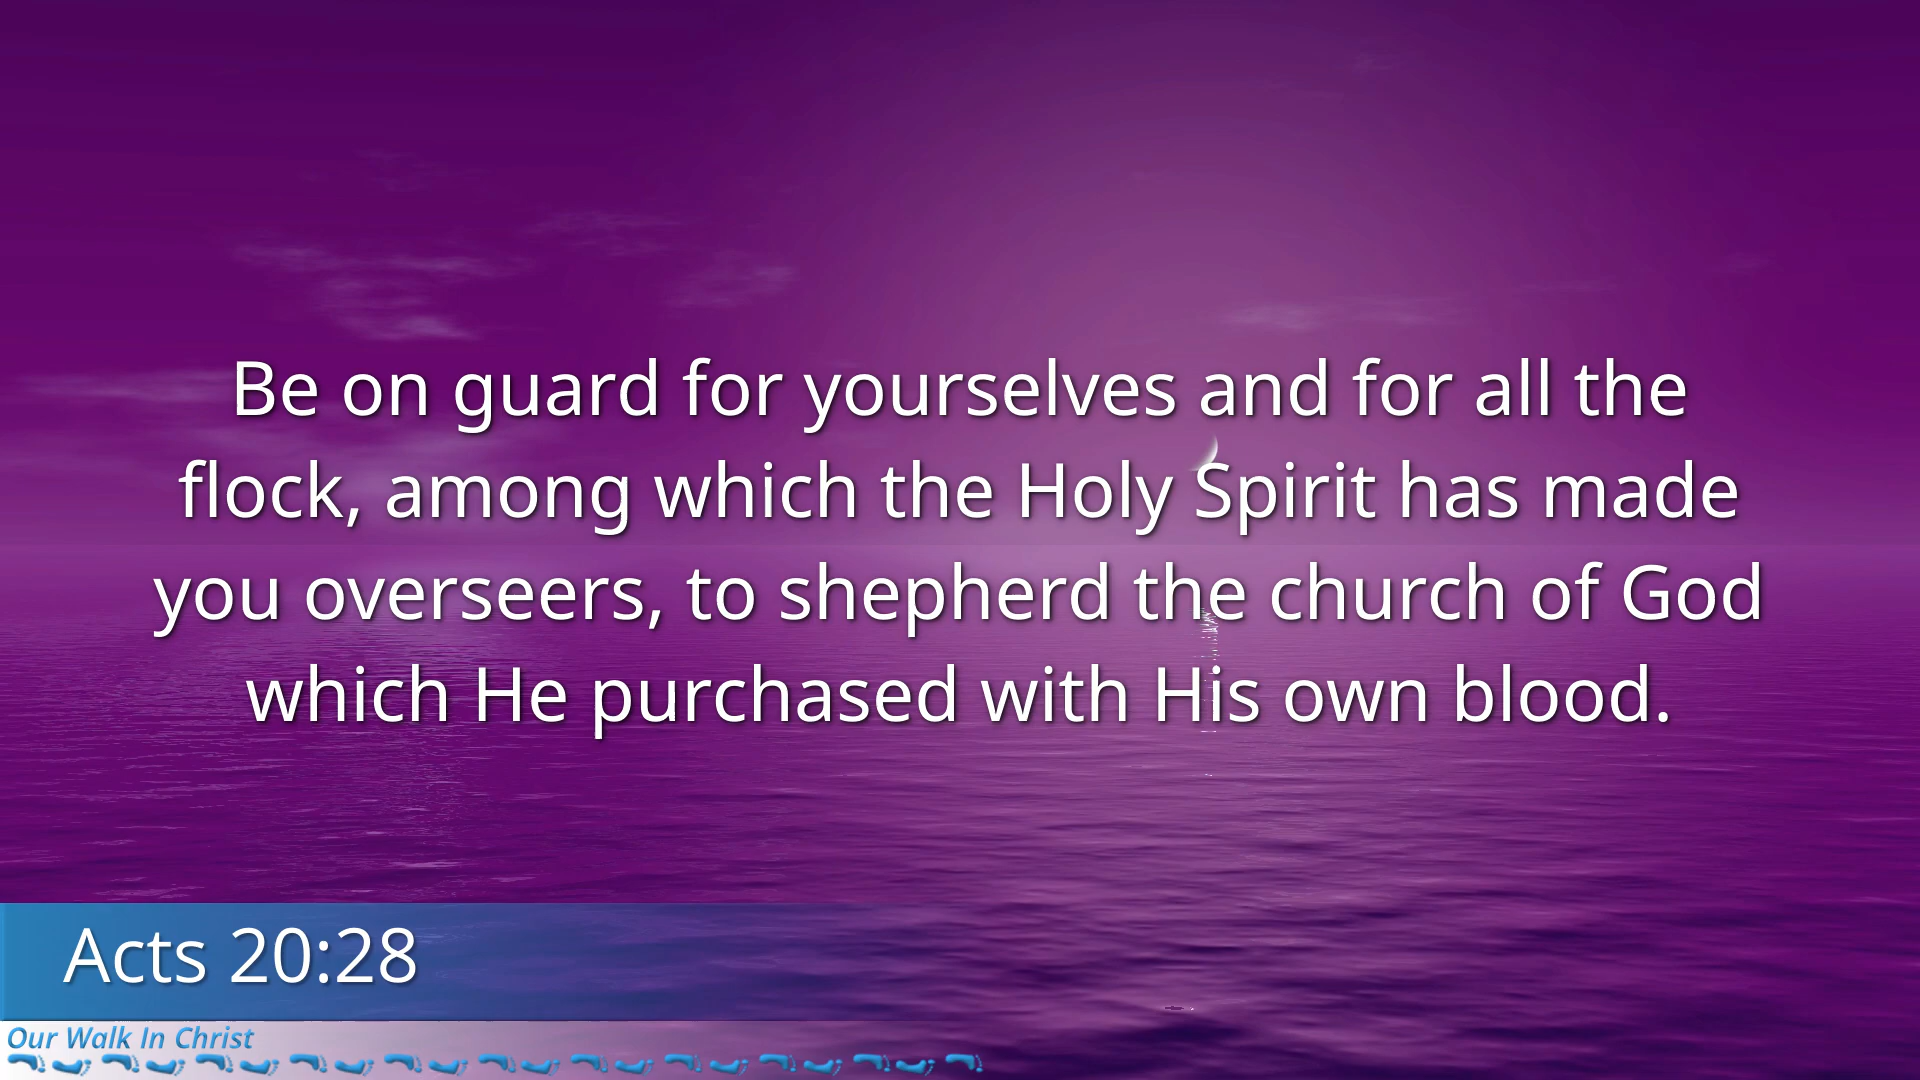 Be on guard for yourselves and for all the
flock, among which the Holy Spirit has made
you overseers, to shepherd the church of God
which He purchased with His own blood.
Acts 20:28
Our Walk In Christ